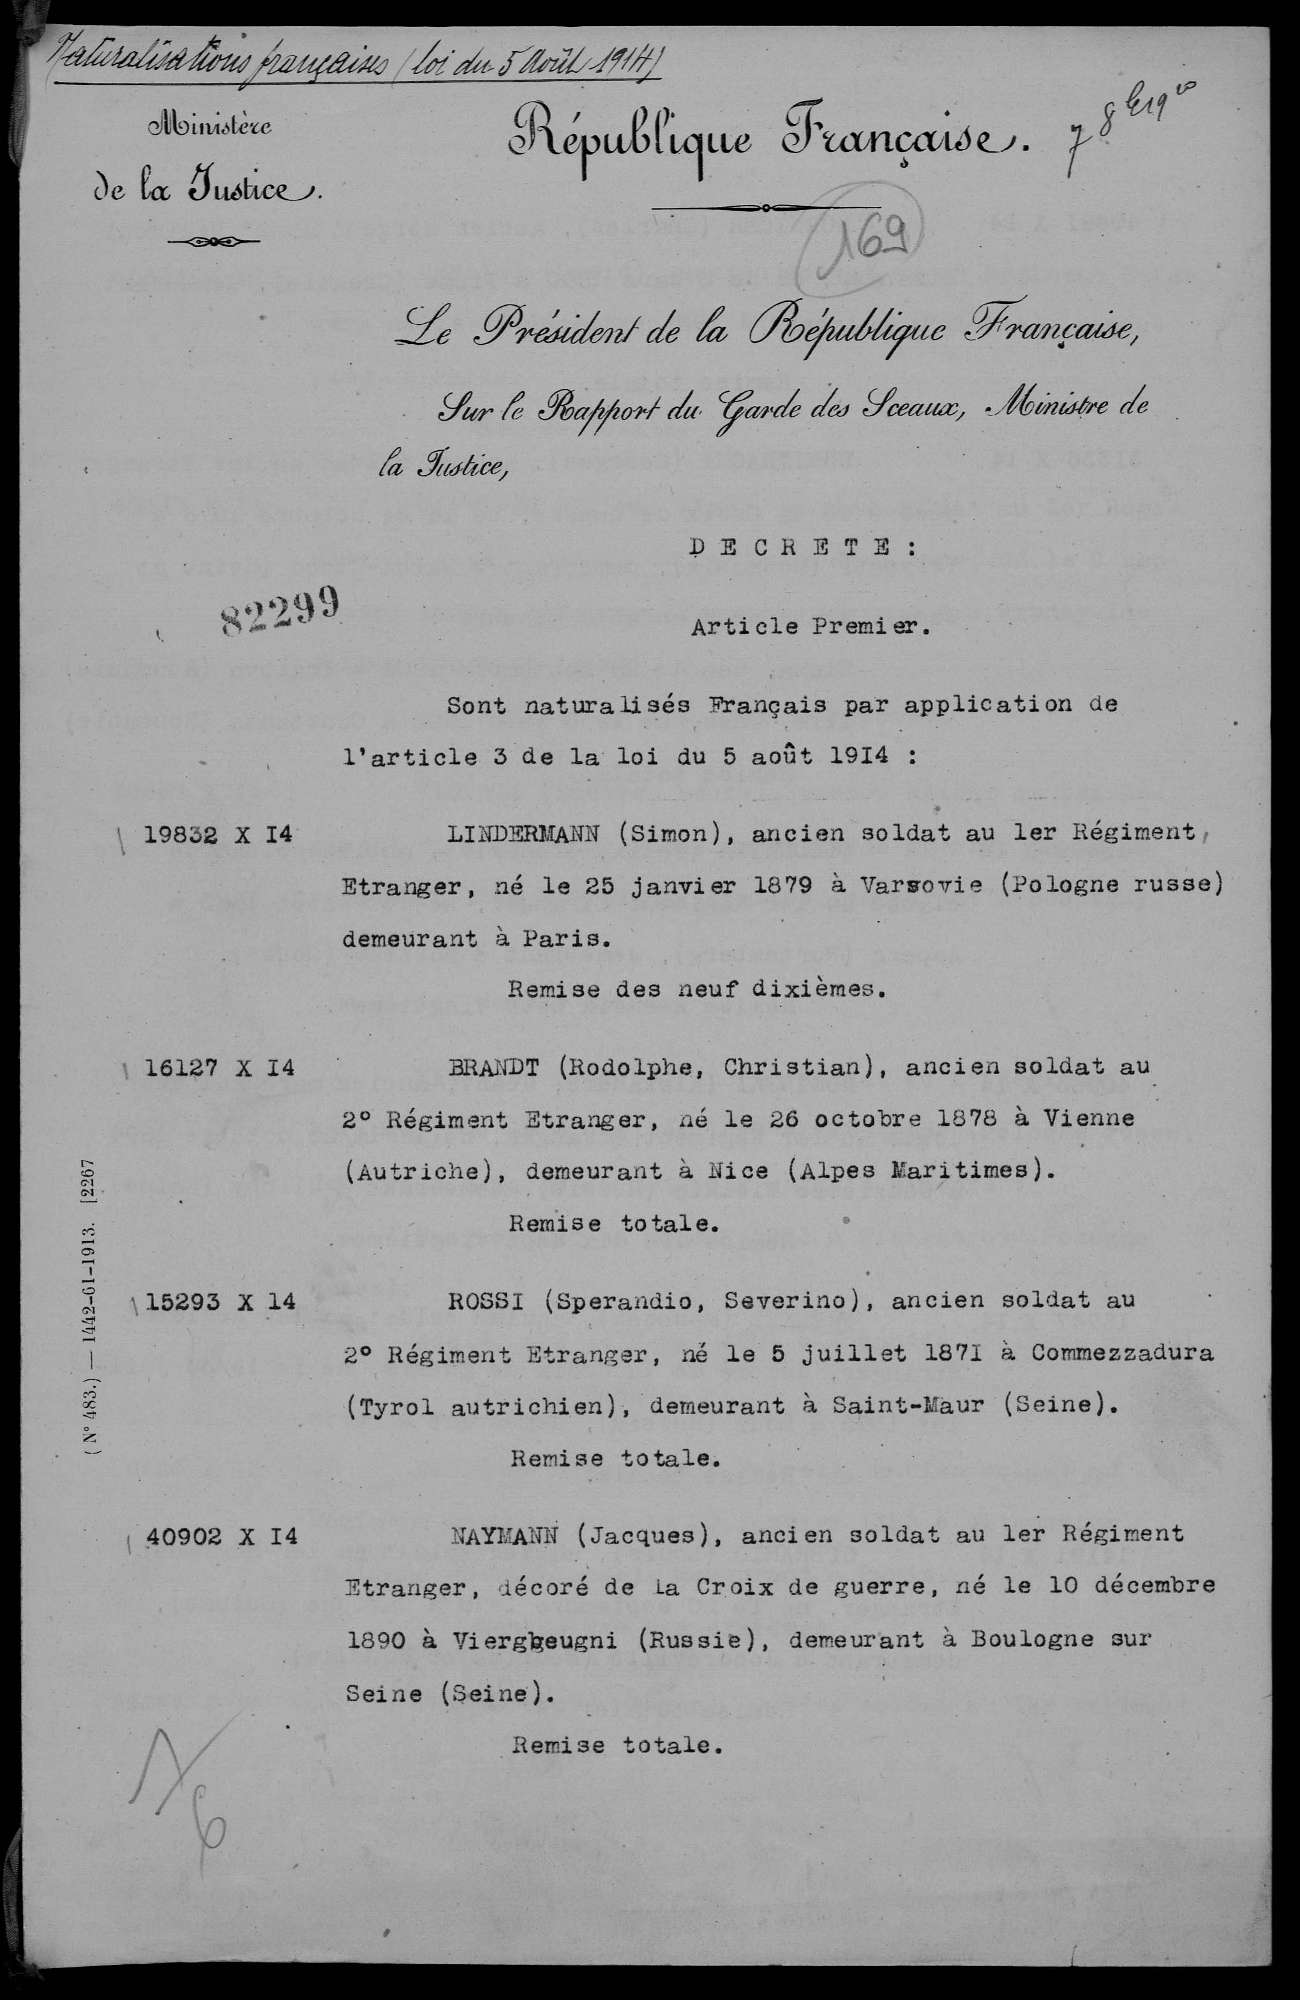 Naturalisations françaises (loi du 5 Août 1914)
Ministère
de la Justice.
République Française.
169
Le Président de la République Française,
Sur le Rapport du Garde des Sceaux, Ministre de
la Justice,
DECRETE :
82299
Article Premier.
Sont naturalisés Français par application de
l'article 3 de la loi du 5 août 19I4 :
19832 X I4 LINDERMANN (Simon), ancien soldat au 1er Régiment
Etranger, né le 25 janvier 1879 à Varsovie (Pologne russe)
demeurant à Paris.
Remise des neuf dixièmes.
16127 X I4 BRANDT (Rodolphe, Christian), ancien soldat au
2° Régiment Etranger, né le 26 octobre 1878 à Vienne
(Autriche), demeurant à Nice (Alpes Maritimes).
Remise totale.
15293 X 14 ROSSI (Sperandio, Severino), ancien soldat au
2° Régiment Etranger, né le 5 juillet 187I à Commezzadura
(Tyrol autrichien), demeurant à Saint-Maur (Seine).
Remise totale.
40902 X I4 NAYMANN (Jacques), ancien soldat au 1er Régiment
Etranger, décoré de la Croix de guerre, né le 10 décembre
1890 à (Russie), demeurant à Boulogne sur
Seine (Seine).
Remise totale.
(N° 483.) — 1442-61-1913. [2267